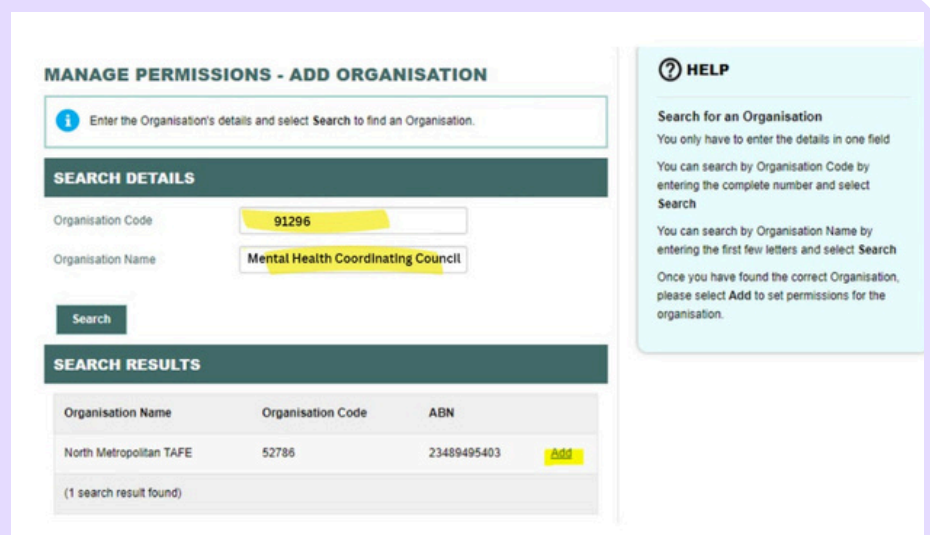 MANAGE PERMISSIONS - ADD ORGANISATION
Enter the Organisation's details and select Search to find an Organisation.
SEARCH DETAILS
Organisation Code 91296
Organisation Name Mental Health Coordinating Council
Search
SEARCH RESULTS
Organisation Name Organisation Code ABN
North Metropolitan TAFE 52786 23489495403 Add
(1 search result found)
HELP
Search for an Organisation
You only have to enter the details in one field
You can search by Organisation Code by
entering the complete number and select
Search
You can search by Organisation Name by
entering the first few letters and select Search
Once you have found the correct Organisation,
please select Add to set permissions for the
organisation.